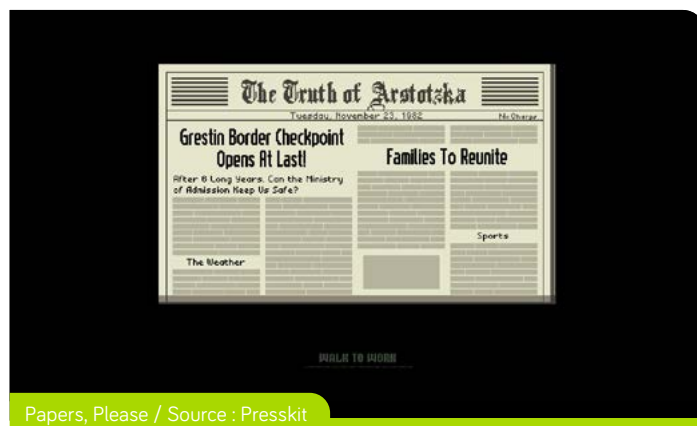 The Truth of Arstotzka
Tuesday, November 23, 1982
No Charge
Grestin Border Checkpoint
Opens At Last!
After 6 Long Years. Can the Ministry
of Admission Keep Us Safe?
The Weather
Families To Reunite
Sports
WALK TO WORK
Papers, Please / Source : Presskit